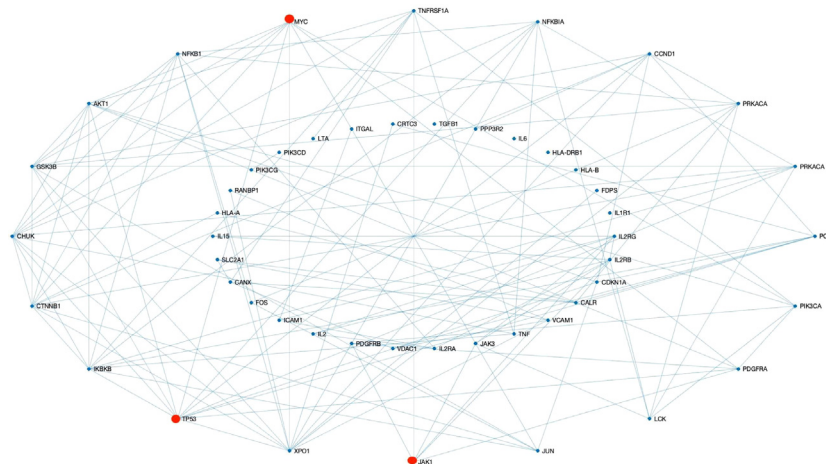 TNFRSF1A
MYC
NFKBIA
NFKB1
CCND1
AKT1
PRKACA
CRTC3
TGFB1
ITGAL
PPP3R2
LTA
IL6
PIK3CD
HLA-DRB1
GSK3B
PRKACA
PIK3CG
HLA-B
RANBP1
FDPS
HLA-A
IL1R1
CHUK
IL15
IL2RG
SLC2A1
IL2RB
CANX
CDKN1A
CTNNB1
FOS
CALR
PIK3CA
ICAM1
VCAM1
IL2
TNF
PDGFRB
VDAC1
IL2RA
JAK3
IKBKB
PDGFRA
TP53
LCK
XPO1
JUN
JAK1